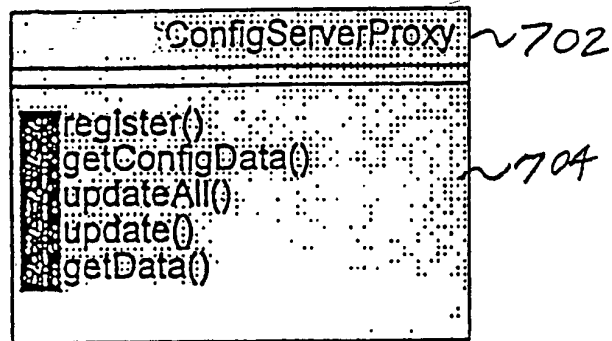 ConfigServerProxy 702
register()
getConfigData() 704
updateAll()
update()
getData()